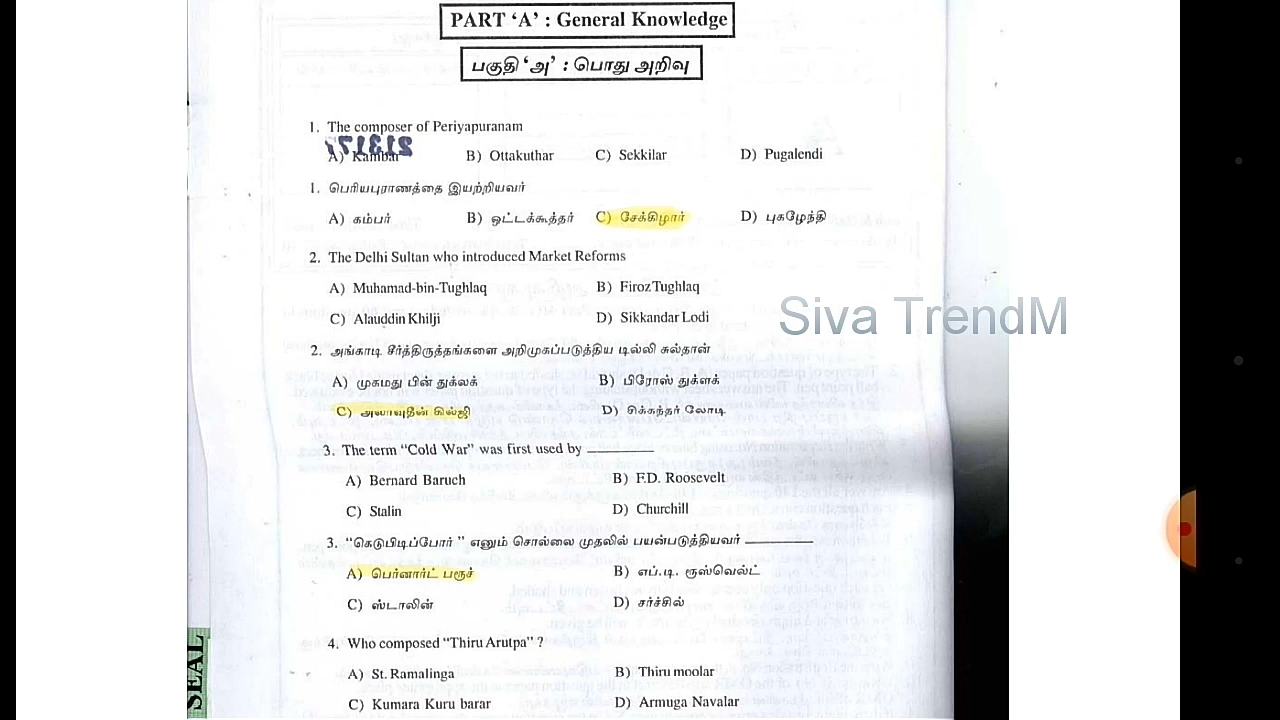 PART ‘A’ : General Knowledge
பகுதி ‘அ’ : பொது அறிவு
1. The composer of Periyapuranam
A) Kambar B) Ottakuthar C) Sekkilar D) Pugalendi
1. பெரியபுராணத்தை இயற்றியவர்
A) கம்பர் B) ஒட்டக்கூத்தர் C) சேக்கிழார் D) புகழேந்தி
2. The Delhi Sultan who introduced Market Reforms
A) Muhamad-bin-Tughlaq B) Firoz Tughlaq
C) Alauddin Khilji D) Sikkandar Lodi
Siva TrendM
2. அங்காடி சீர்த்திருத்தங்களை அறிமுகப்படுத்திய டில்லி சுல்தான்
A) முகமது பின் துக்லக் B) பிரோஸ் துக்ளக்
C) அலாவுதீன் கில்ஜி D) சிக்கந்தர் லோடி
3. The term “Cold War” was first used by
A) Bernard Baruch B) F.D. Roosevelt
C) Stalin D) Churchill
3. “கெடுபிடிப்போர் ” எனும் சொல்லை முதலில் பயன்படுத்தியவர்
A) பெர்னார்ட் பரூச் B) எப்.டி. ரூஸ்வெல்ட்
C) ஸ்டாலின் D) சர்ச்சில்
4. Who composed “Thiru Arutpa” ?
A) St. Ramalinga B) Thiru moolar
C) Kumara Kuru barar D) Armuga Navalar
SEAL